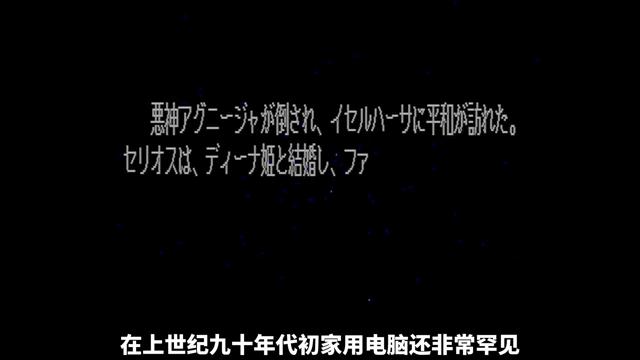 悪神アグニージャが倒され、イセルハーサに平和が訪れた。
セリオスは、ディーナ姫と結婚し、ファ
在上世纪九十年代初家用电脑还非常罕见